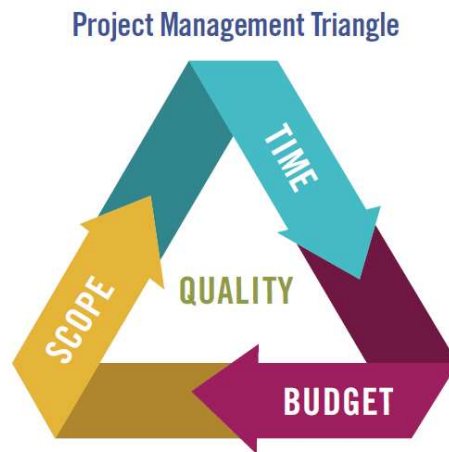 Project Management Triangle
TIME
SCOPE
QUALITY
BUDGET